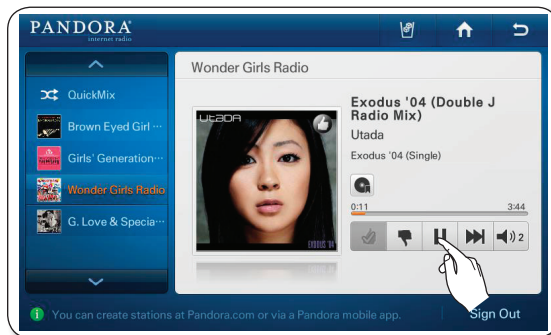 PANDORA
internet radio
Wonder Girls Radio
QuickMix
Brown Eyed Girl ···
Girls' Generation···
Wonder Girls Radio
G. Love & Specia···
UtaDA
EXODUS '04
Exodus '04 (Double J
Radio Mix)
Utada
Exodus '04 (Single)
0:11 3:44
2
You can create stations at Pandora.com or via a Pandora mobile app.
Sign Out